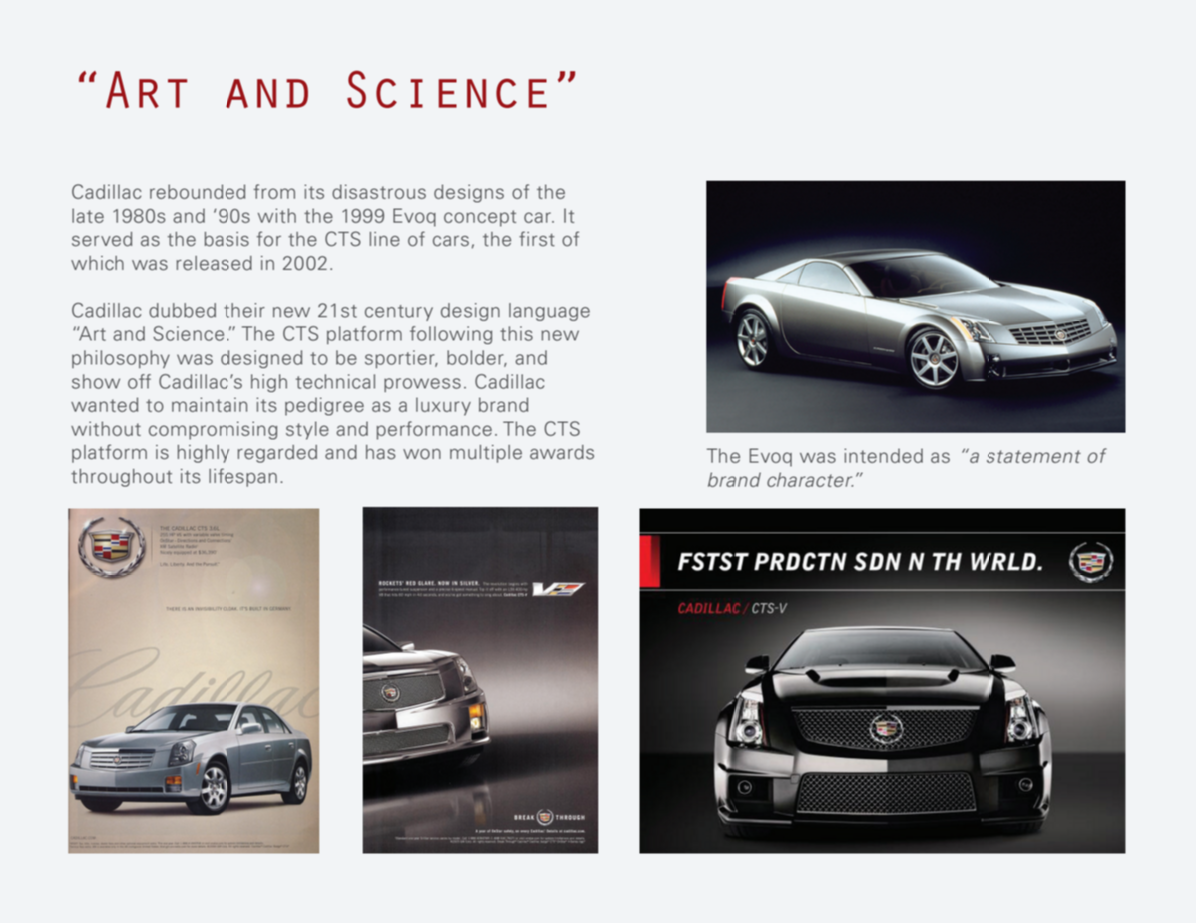 “Art and Science”
Cadillac rebounded from its disastrous designs of the
late 1980s and ‘90s with the 1999 Evoq concept car. It
served as the basis for the CTS line of cars, the first of
which was released in 2002.
Cadillac dubbed their new 21st century design language
“Art and Science.” The CTS platform following this new
philosophy was designed to be sportier, bolder, and
show off Cadillac’s high technical prowess. Cadillac
wanted to maintain its pedigree as a luxury brand
without compromising style and performance. The CTS
platform is highly regarded and has won multiple awards
throughout its lifespan.
The Evoq was intended as “a statement of
brand character.”
THE CADILLAC CTS 3.6L
THERE IS AN INVISIBILITY CLOAK. IT'S BUILT IN GERMANY.
Cadillac
ROCKETS' RED GLARE. NOW IN SILVER.
BREAK THROUGH
FSTST PRDCTN SDN N TH WRLD.
CADILLAC / CTS-V